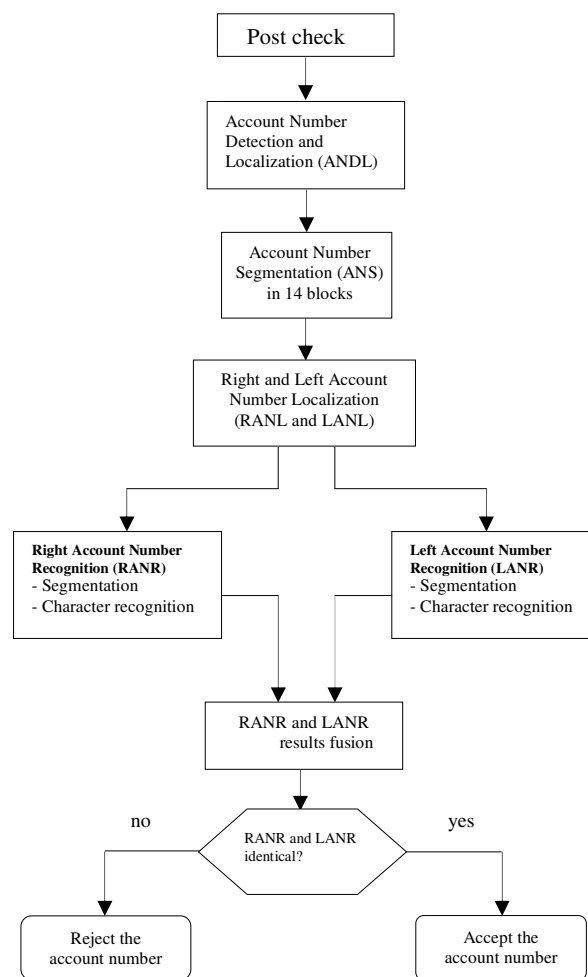 Post check
Account Number
Detection and
Localization (ANDL)
Account Number
Segmentation (ANS)
in 14 blocks
Right and Left Account
Number Localization
(RANL and LANL)
Right Account Number
Recognition (RANR)
- Segmentation
- Character recognition
Left Account Number
Recognition (LANR)
- Segmentation
- Character recognition
RANR and LANR
results fusion
no
yes
RANR and LANR
identical?
Reject the
account number
Accept the
account number